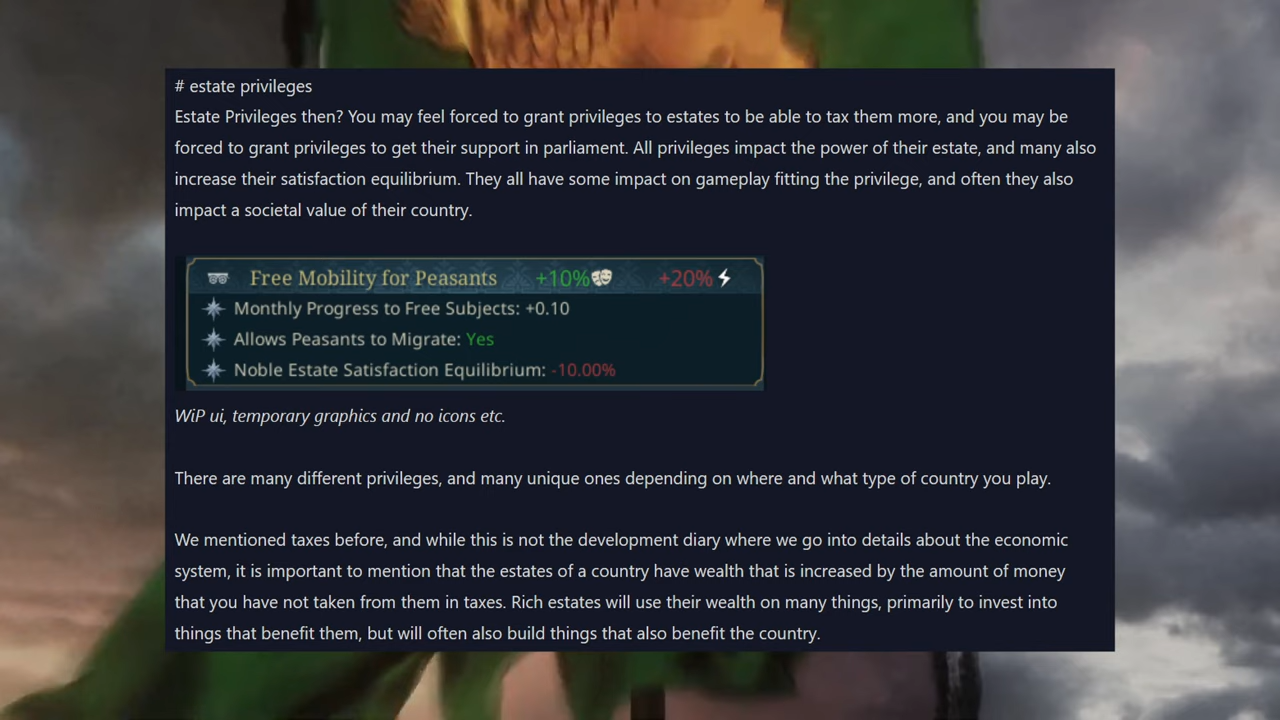 # estate privileges
Estate Privileges then? You may feel forced to grant privileges to estates to be able to tax them more, and you may be
forced to grant privileges to get their support in parliament. All privileges impact the power of their estate, and many also
increase their satisfaction equilibrium. They all have some impact on gameplay fitting the privilege, and often they also
impact a societal value of their country.
Free Mobility for Peasants +10% +20%
Monthly Progress to Free Subjects: +0.10
Allows Peasants to Migrate: Yes
Noble Estate Satisfaction Equilibrium: -10.00%
WiP ui, temporary graphics and no icons etc.
There are many different privileges, and many unique ones depending on where and what type of country you play.
We mentioned taxes before, and while this is not the development diary where we go into details about the economic
system, it is important to mention that the estates of a country have wealth that is increased by the amount of money
that you have not taken from them in taxes. Rich estates will use their wealth on many things, primarily to invest into
things that benefit them, but will often also build things that also benefit the country.